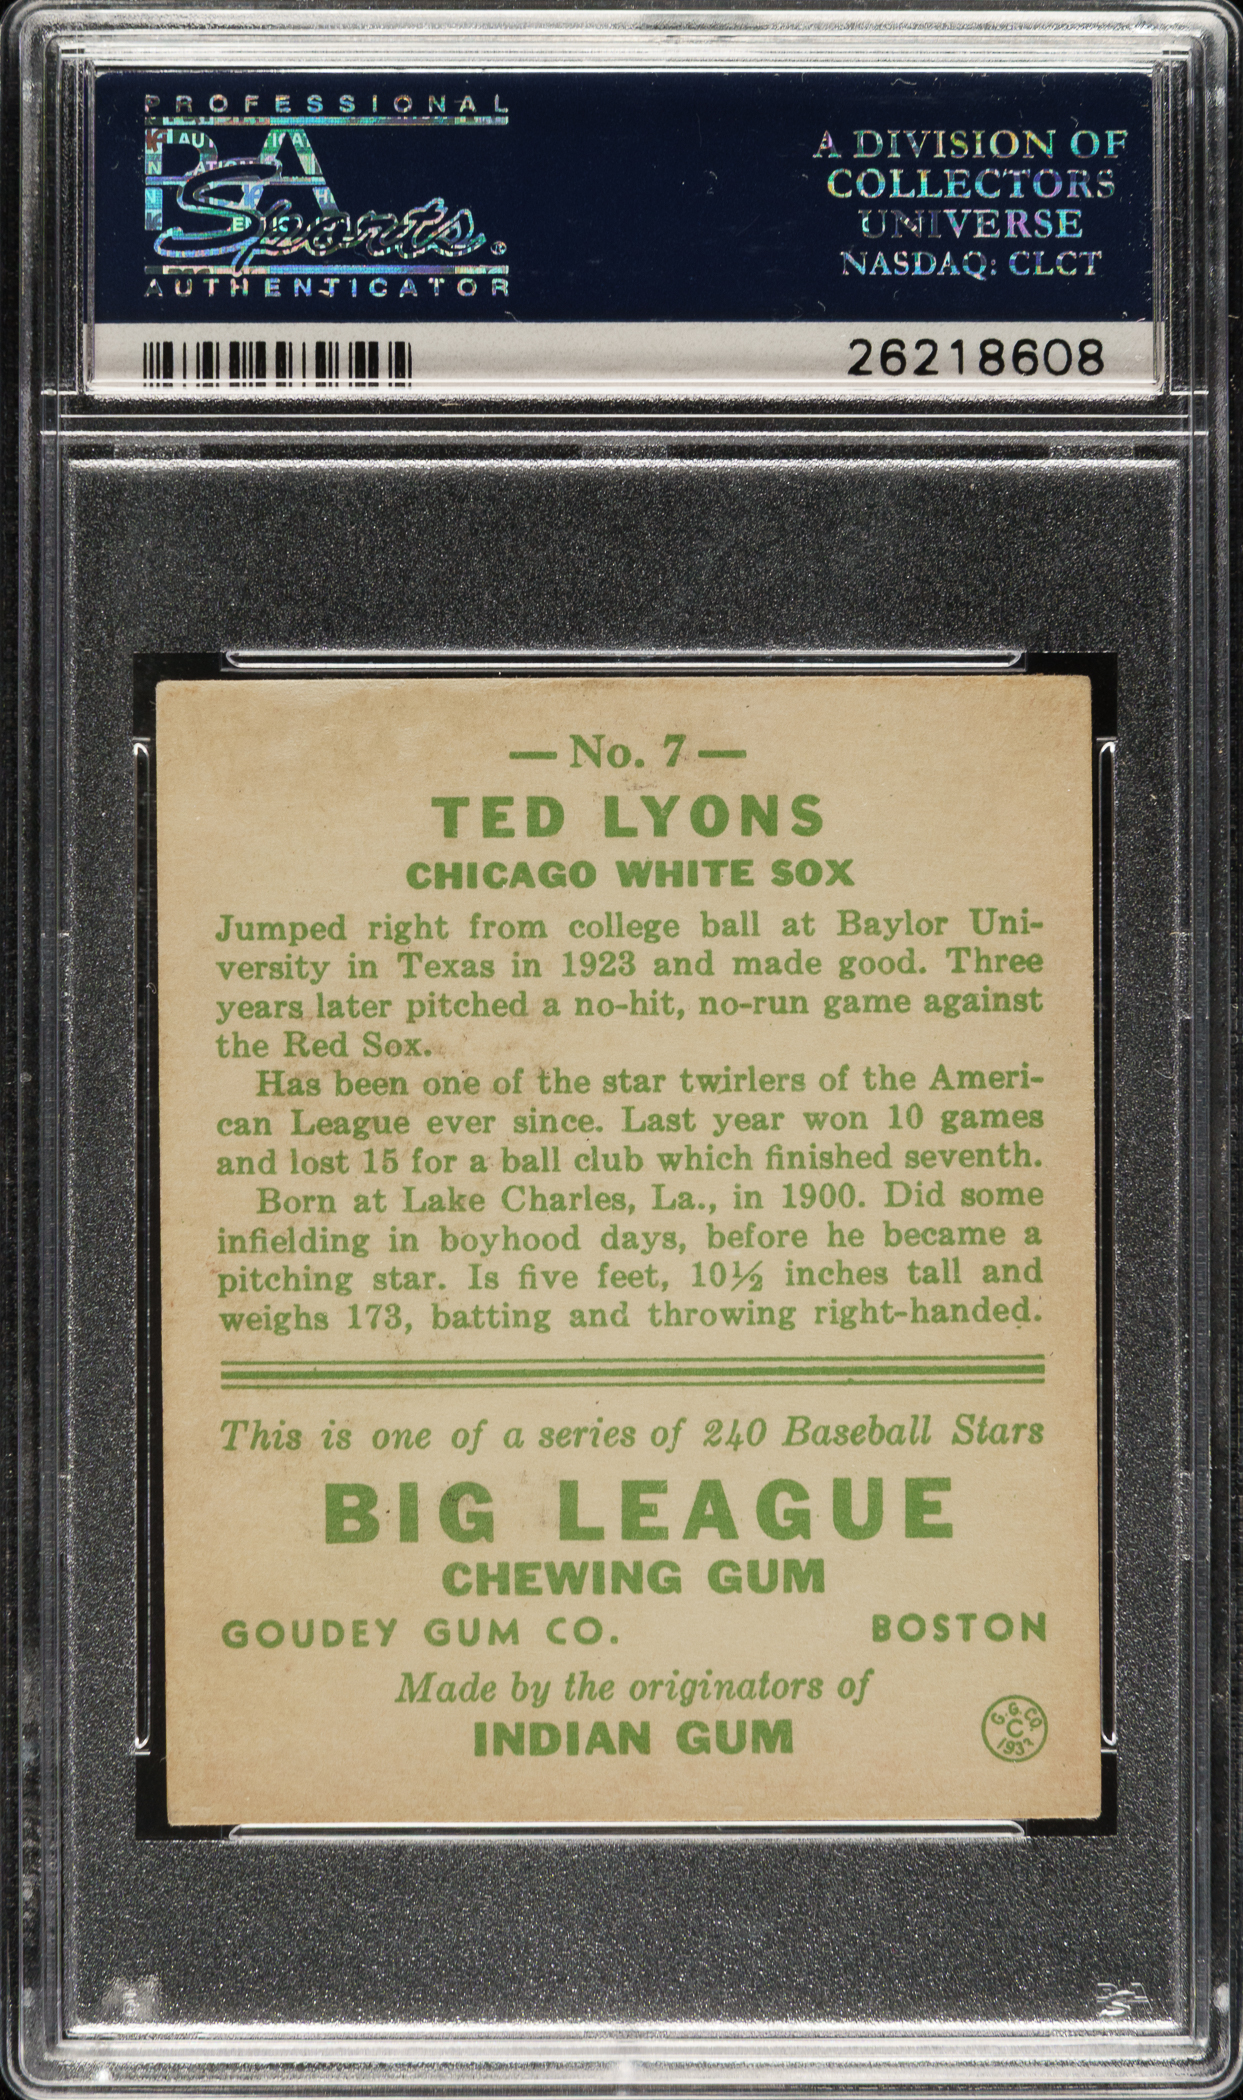 PROFESSIONAL
PSA
Sports®
AUTHENTICATOR
A DIVISION OF
COLLECTORS
UNIVERSE
NASDAQ: CLCT
26218608
— No. 7 —
TED LYONS
CHICAGO WHITE SOX
Jumped right from college ball at Baylor Uni-
versity in Texas in 1923 and made good. Three
years later pitched a no-hit, no-run game against
the Red Sox.
Has been one of the star twirlers of the Ameri-
can League ever since. Last year won 10 games
and lost 15 for a ball club which finished seventh.
Born at Lake Charles, La., in 1900. Did some
infielding in boyhood days, before he became a
pitching star. Is five feet, 10½ inches tall and
weighs 173, batting and throwing right-handed.
This is one of a series of 240 Baseball Stars
BIG LEAGUE
CHEWING GUM
GOUDEY GUM CO. BOSTON
Made by the originators of
INDIAN GUM
G.G.CO.
C
1933
PSA